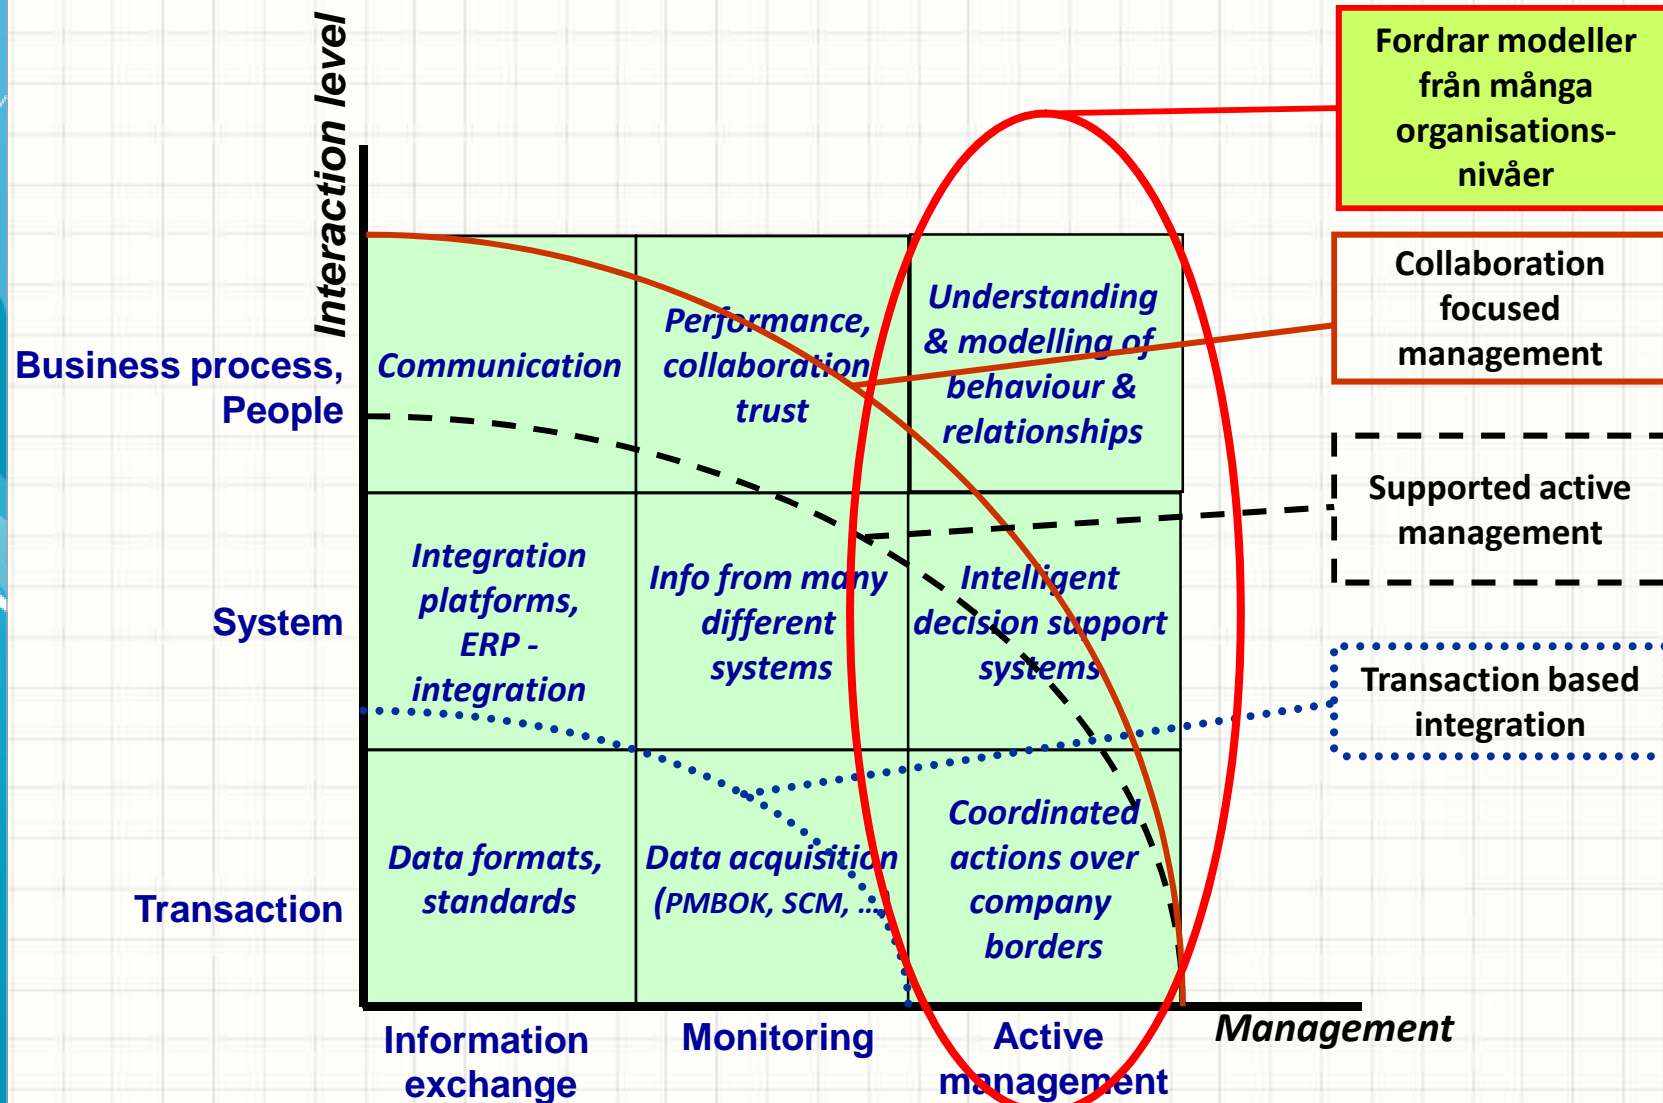 Interaction level
Fordrar modeller
från många
organisations-
nivåer
Collaboration
focused
management
Supported active
management
Transaction based
integration
Business process,
People
Communication
Performance,
collaboration
trust
Understanding
& modelling of
behaviour &
relationships
System
Integration
platforms,
ERP -
integration
Info from many
different
systems
Intelligent
decision support
systems
Transaction
Data formats,
standards
Data acquisition
(PMBOK, SCM, …)
Coordinated
actions over
company
borders
Information
exchange
Monitoring
Active
management
Management